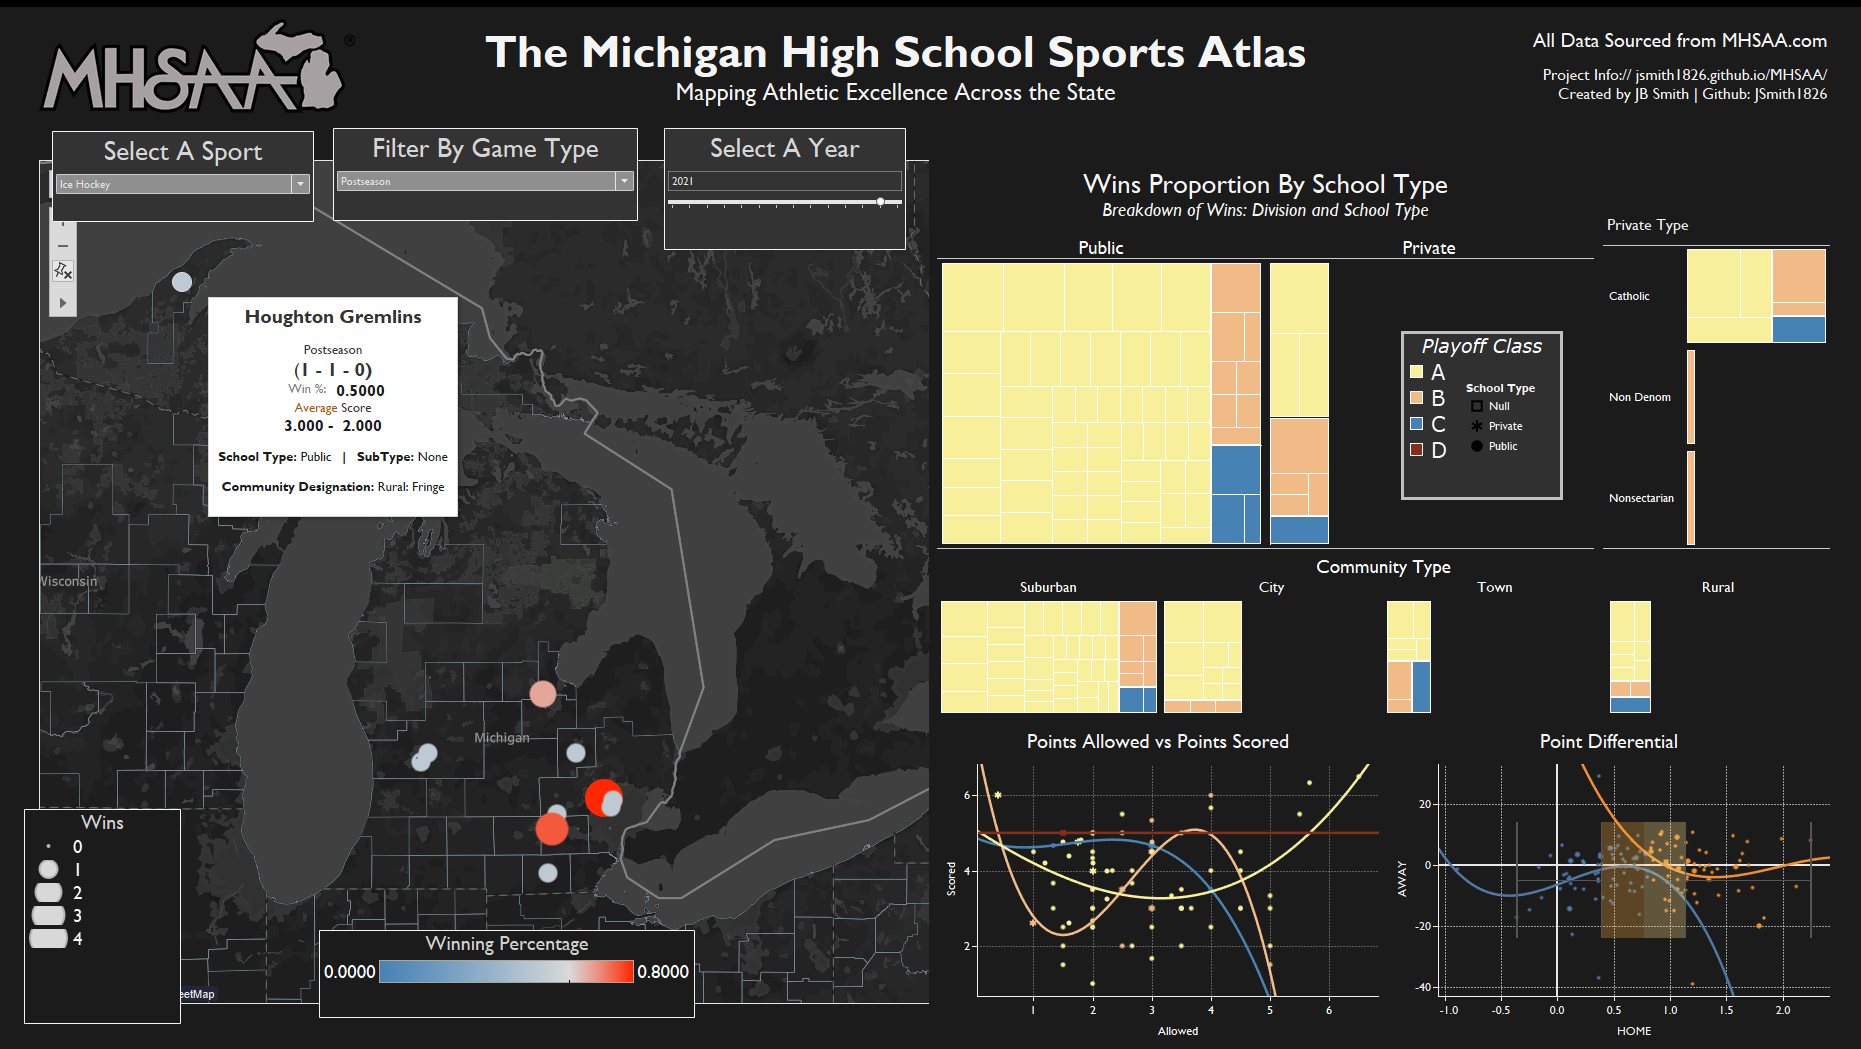 MHSAA®
The Michigan High School Sports Atlas
Mapping Athletic Excellence Across the State
All Data Sourced from MHSAA.com
Project Info// jsmith1826.github.io/MHSAA/
Created by JB Smith | Github: JSmith1826
Select A Sport
Ice Hockey
Filter By Game Type
Postseason
Select A Year
2021
Houghton Gremlins
Postseason
(1 - 1 - 0)
Win %: 0.5000
Average Score
3.000 - 2.000
School Type: Public | SubType: None
Community Designation: Rural: Fringe
Wisconsin
Michigan
Wins
0
1
2
3
4
eetMap
Winning Percentage
0.0000 0.8000
Wins Proportion By School Type
Breakdown of Wins: Division and School Type
Public Private
Playoff Class
A
B
C
D
School Type
Null
Private
Public
Private Type
Catholic
Non Denom
Nonsectarian
Community Type
Suburban City Town Rural
Points Allowed vs Points Scored
Scored
6
4
2
1 2 3 4 5 6
Allowed
Point Differential
AWAY
20
0
-20
-40
-1.0 -0.5 0.0 0.5 1.0 1.5 2.0
HOME